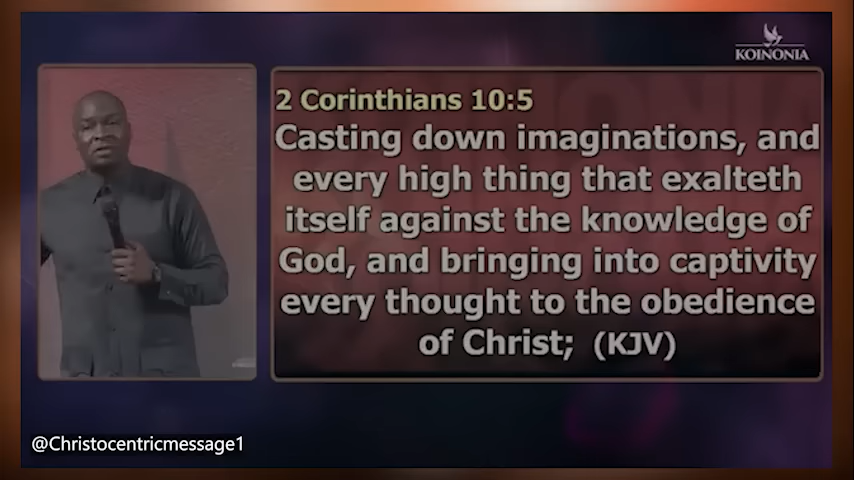 KOINONIA
2 Corinthians 10:5
Casting down imaginations, and
every high thing that exalteth
itself against the knowledge of
God, and bringing into captivity
every thought to the obedience
of Christ; (KJV)
@Christocentricmessage1